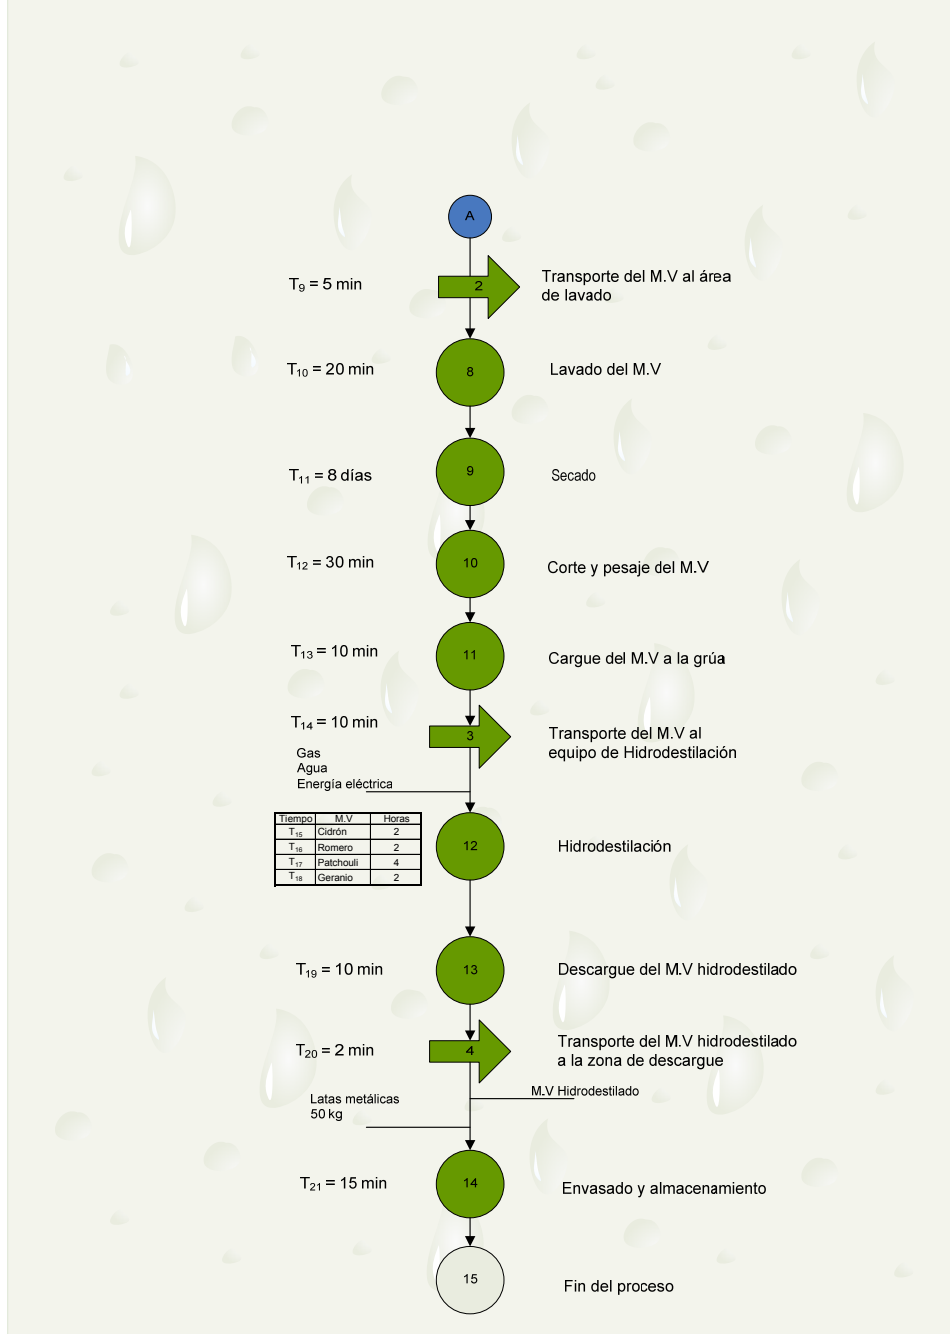 A
T9 = 5 min
2
Transporte del M.V al área
de lavado
T10 = 20 min
8
Lavado del M.V
T11 = 8 días
9
Secado
T12 = 30 min
10
Corte y pesaje del M.V
T13 = 10 min
11
Cargue del M.V a la grúa
T14 = 10 min
3
Transporte del M.V al
equipo de Hidrodestilación
Gas
Agua
Energía eléctrica
Tiempo M.V Horas
T15 Cidrón 2
T16 Romero 2
T17 Patchouli 4
T18 Geranio 2
12
Hidrodestilación
T19 = 10 min
13
Descargue del M.V hidrodestilado
T20 = 2 min
4
Transporte del M.V hidrodestilado
a la zona de descargue
M.V Hidrodestilado
Latas metálicas
50 kg
T21 = 15 min
14
Envasado y almacenamiento
15
Fin del proceso